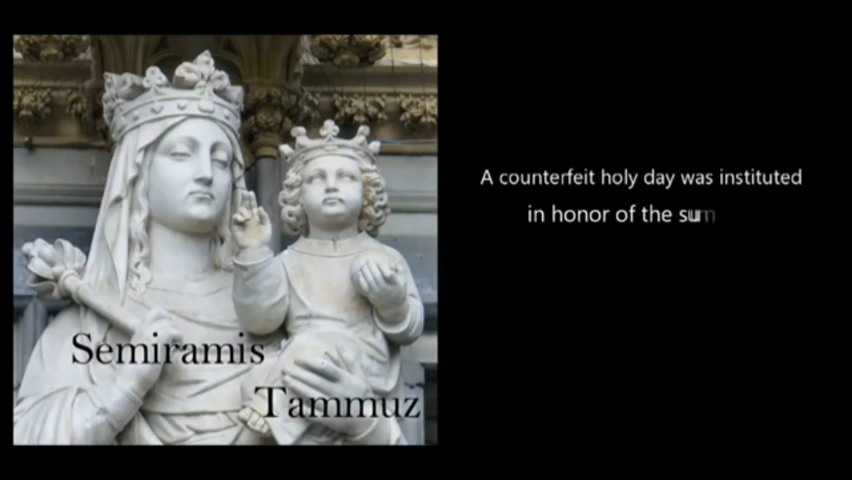 Semiramis
Tammuz
A counterfeit holy day was instituted
in honor of the